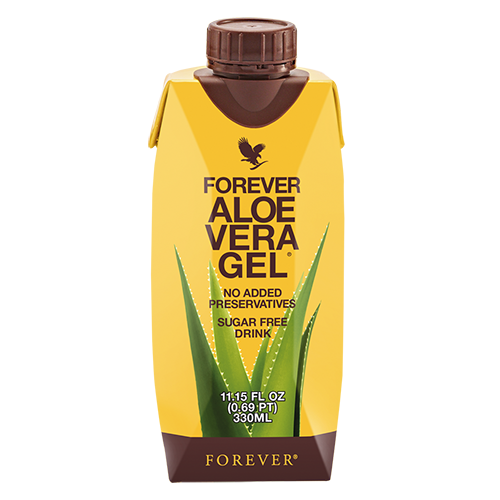 FOREVER
ALOE
VERA
GEL®
NO ADDED
PRESERVATIVES
SUGAR FREE
DRINK
11.15 FL OZ
(0.69 PT)
330ML
FOREVER®